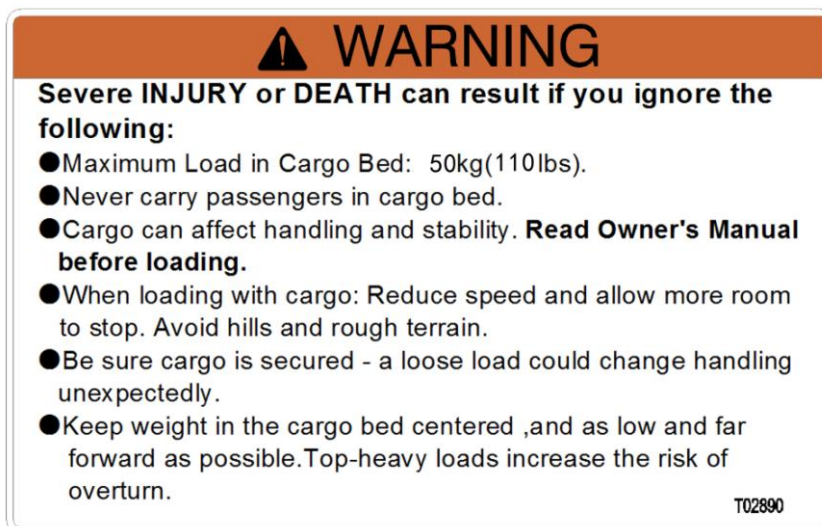 WARNING
Severe INJURY or DEATH can result if you ignore the
following:
●Maximum Load in Cargo Bed: 50kg(110lbs).
●Never carry passengers in cargo bed.
●Cargo can affect handling and stability. Read Owner's Manual
before loading.
●When loading with cargo: Reduce speed and allow more room
to stop. Avoid hills and rough terrain.
●Be sure cargo is secured - a loose load could change handling
unexpectedly.
●Keep weight in the cargo bed centered ,and as low and far
forward as possible.Top-heavy loads increase the risk of
overturn.
T02890